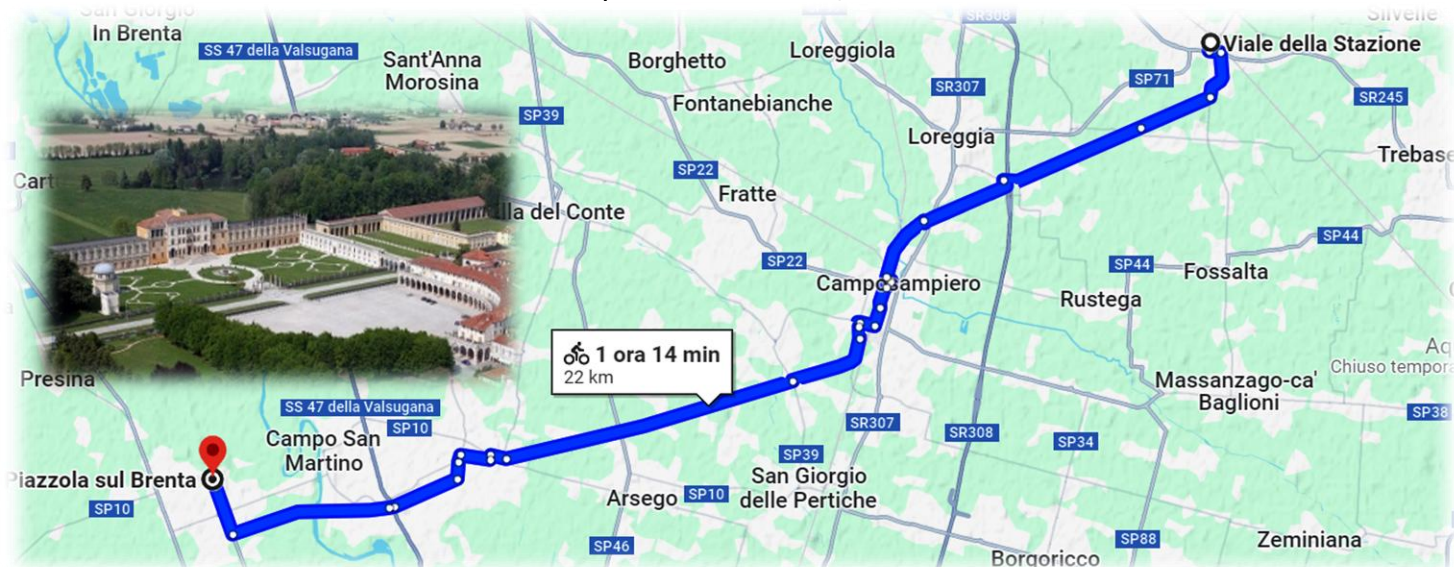 San Giorgio
In Brenta
SS 47 della Valsugana
Sant'Anna
Morosina
Borghetto
Loreggiola
SR308
Silvelle
Viale della Stazione
SP71
SR307
SR245
Fontanebianche
SP39
Loreggia
SP22
Fratte
lla del Conte
SP22
Camposampiero
SP44
Rustega
SP44
Fossalta
Presina
1 ora 14 min
22 km
Chiuso tempora
Massanzago-ca'
Baglioni
SP38
SS 47 della Valsugana
SP10
Campo San
Martino
SR307
SR308
SP34
Piazzola sul Brenta
SP10
SP39
San Giorgio
delle Pertiche
Arsego
SP10
SP46
SP88
Zeminiana
Borgoricco